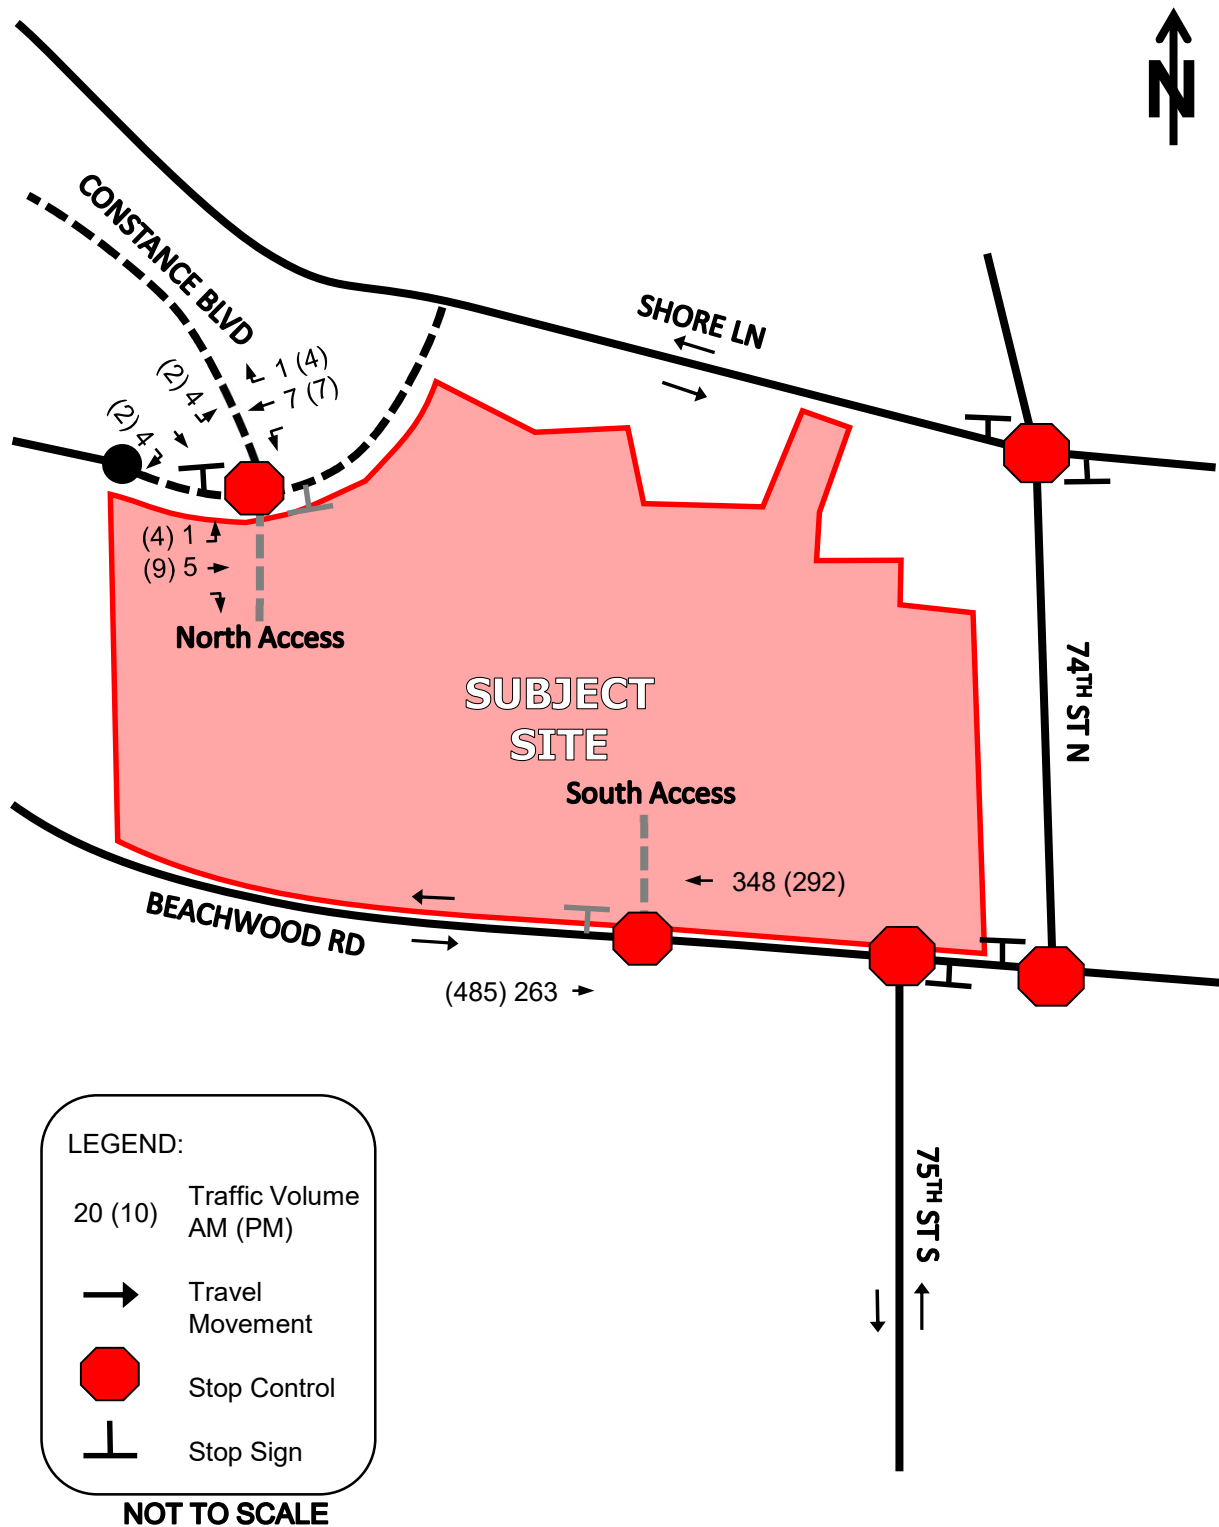 N
CONSTANCE BLVD
SHORE LN
1 (4)
7 (7)
(2) 4
(2) 4
(4) 1
(9) 5
North Access
74TH ST N
SUBJECT
SITE
South Access
348 (292)
BEACHWOOD RD
(485) 263
75TH ST S
LEGEND:
20 (10)
Traffic Volume
AM (PM)
Travel
Movement
Stop Control
Stop Sign
NOT TO SCALE